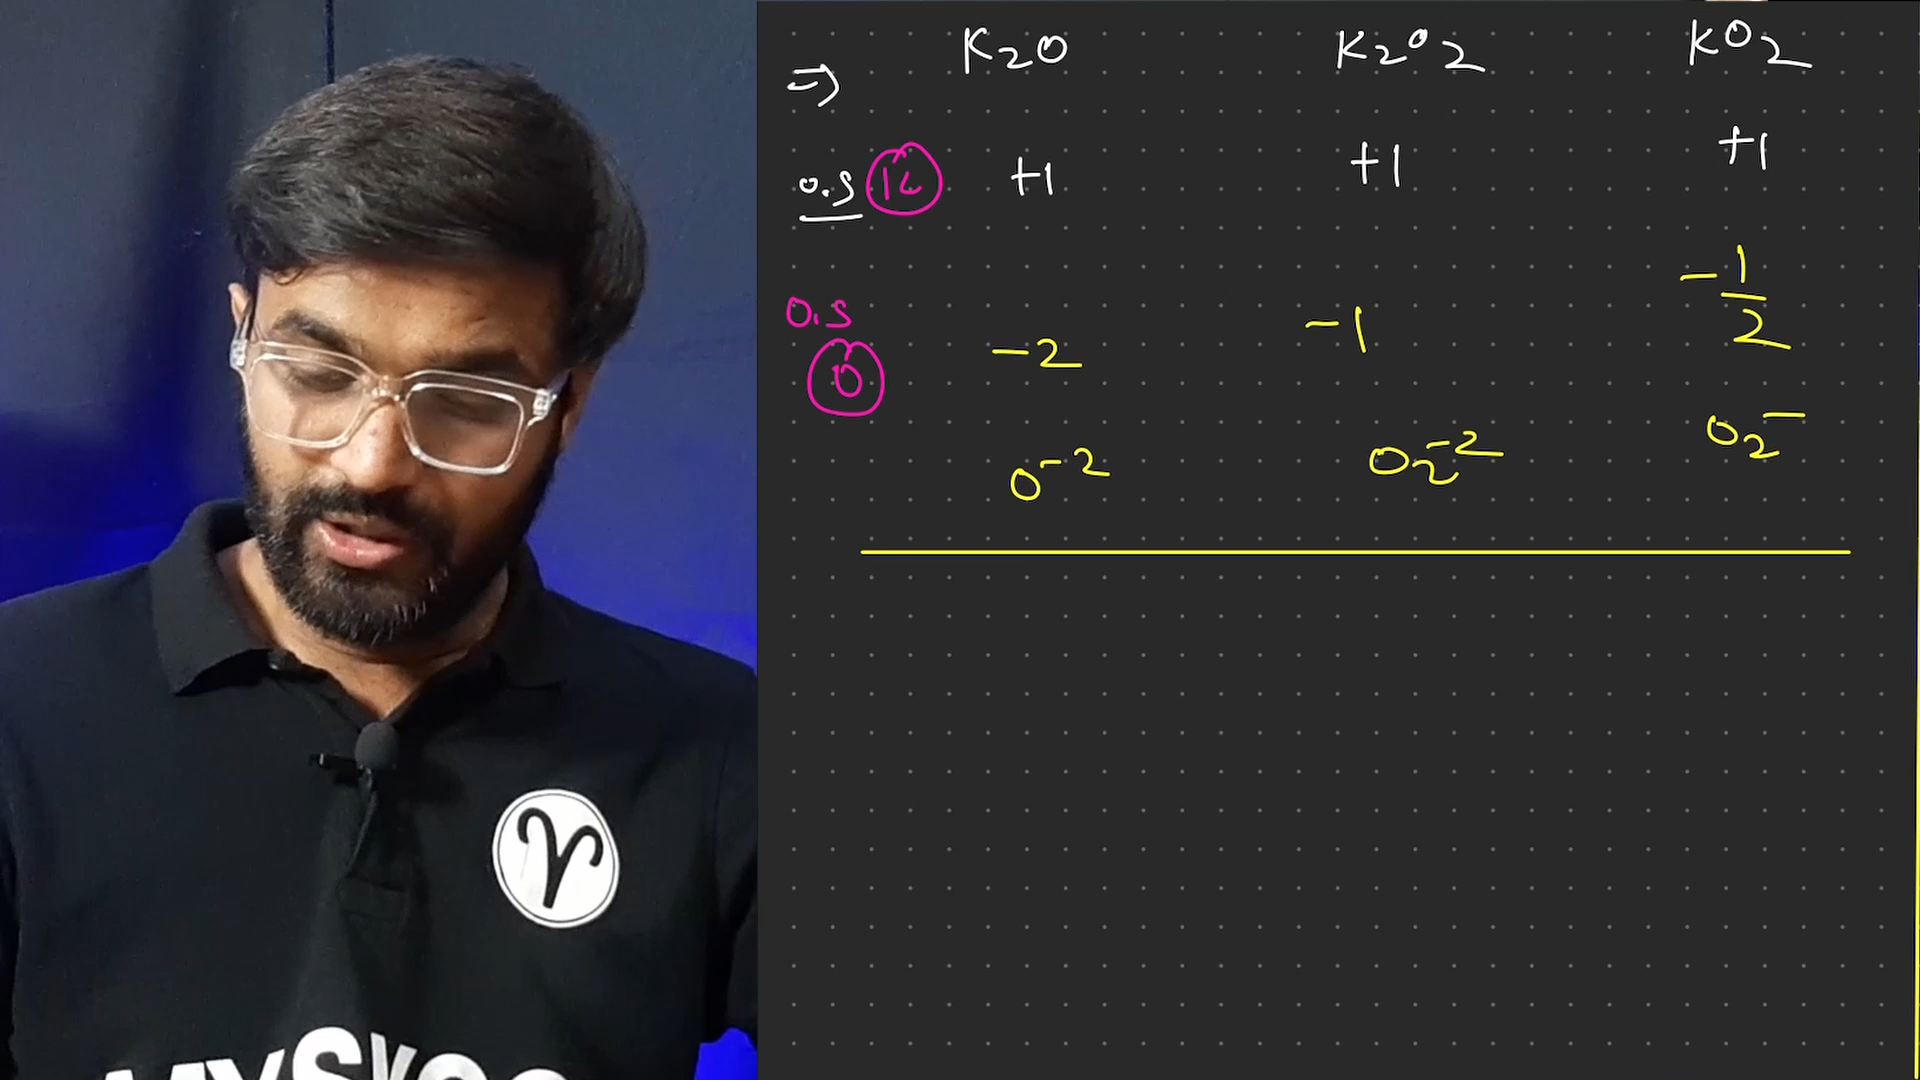 ⇒ K₂O K₂O₂ KO₂
O.S K +1 +1 +1
O.S O -2 -1 -1/2
O⁻² O₂⁻² O₂⁻